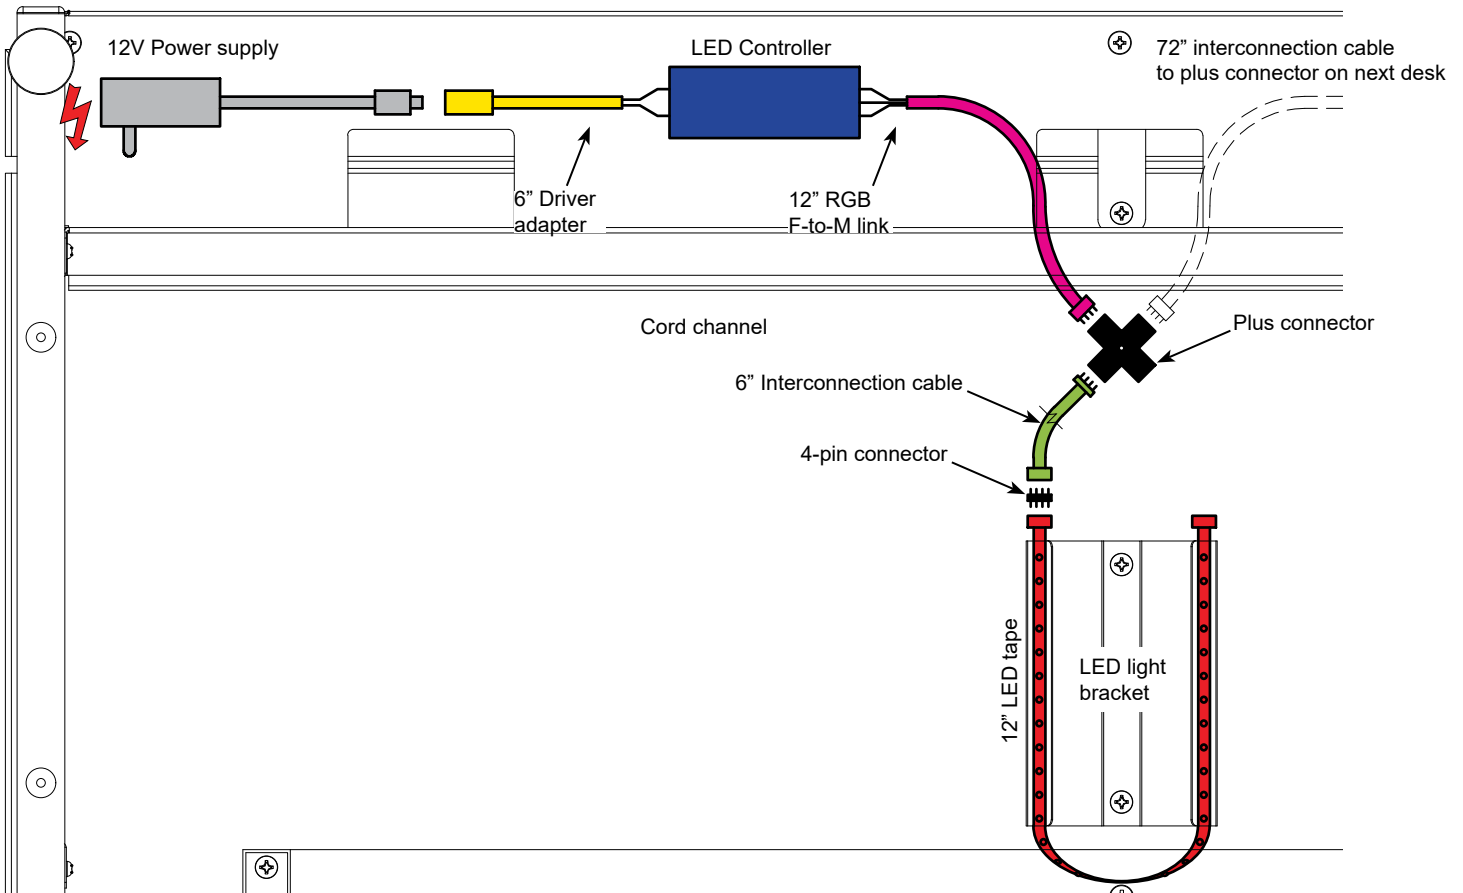 12V Power supply
LED Controller
72” interconnection cable
to plus connector on next desk
6” Driver
adapter
12” RGB
F-to-M link
Cord channel
Plus connector
6” Interconnection cable
4-pin connector
12” LED tape
LED light
bracket